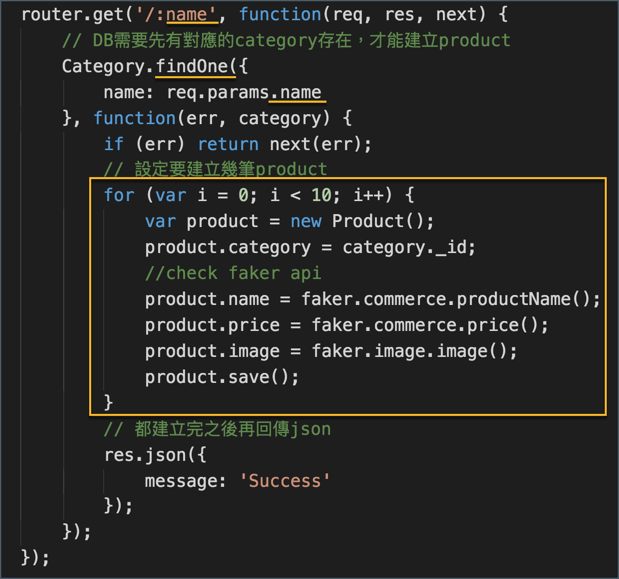 router.get('/:name', function(req, res, next) {
    // DB需要先有對應的category存在，才能建立product
    Category.findOne({
        name: req.params.name
    }, function(err, category) {
        if (err) return next(err);
        // 設定要建立幾筆product
        for (var i = 0; i < 10; i++) {
            var product = new Product();
            product.category = category._id;
            //check faker api
            product.name = faker.commerce.productName();
            product.price = faker.commerce.price();
            product.image = faker.image.image();
            product.save();
        }
        // 都建立完之後再回傳json
        res.json({
            message: 'Success'
        });
    });
});